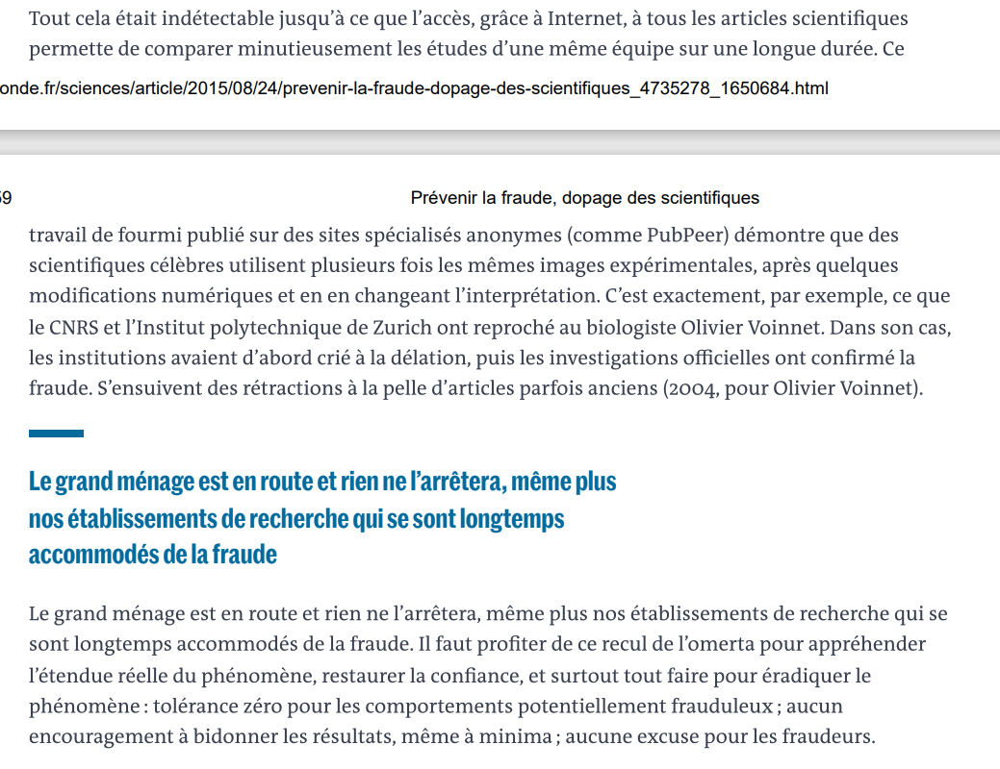 Tout cela était indétectable jusqu’à ce que l’accès, grâce à Internet, à tous les articles scientifiques
permette de comparer minutieusement les études d’une même équipe sur une longue durée. Ce
onde.fr/sciences/article/2015/08/24/prevenir-la-fraude-dopage-des-scientifiques_4735278_1650684.html
59 Prévenir la fraude, dopage des scientifiques
travail de fourmi publié sur des sites spécialisés anonymes (comme PubPeer) démontre que des
scientifiques célèbres utilisent plusieurs fois les mêmes images expérimentales, après quelques
modifications numériques et en en changeant l’interprétation. C’est exactement, par exemple, ce que
le CNRS et l’Institut polytechnique de Zurich ont reproché au biologiste Olivier Voinnet. Dans son cas,
les institutions avaient d’abord crié à la délation, puis les investigations officielles ont confirmé la
fraude. S’ensuivent des rétractions à la pelle d’articles parfois anciens (2004, pour Olivier Voinnet).
Le grand ménage est en route et rien ne l’arrêtera, même plus
nos établissements de recherche qui se sont longtemps
accommodés de la fraude
Le grand ménage est en route et rien ne l’arrêtera, même plus nos établissements de recherche qui se
sont longtemps accommodés de la fraude. Il faut profiter de ce recul de l’omerta pour appréhender
l’étendue réelle du phénomène, restaurer la confiance, et surtout tout faire pour éradiquer le
phénomène : tolérance zéro pour les comportements potentiellement frauduleux ; aucun
encouragement à bidonner les résultats, même à minima ; aucune excuse pour les fraudeurs.